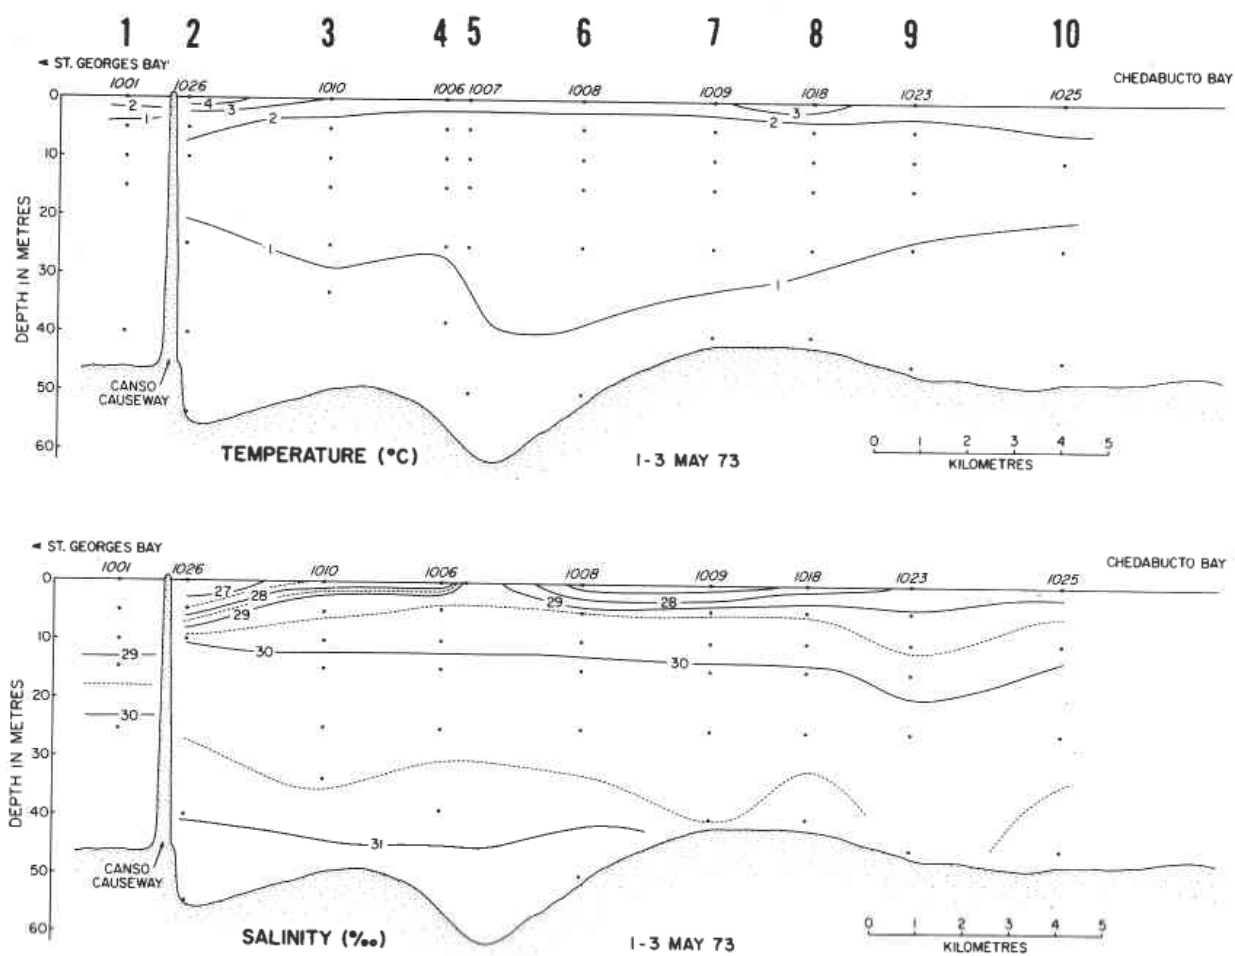 1 2 3 4 5 6 7 8 9 10
◄ ST. GEORGES BAY
CHEDABUCTO BAY
1001 1026 1010 1006 1007 1008 1009 1018 1023 1025
0
2 4 3 2 3 2
1
10
20
1
30
1
40
50
60
DEPTH IN METRES
CANSO
CAUSEWAY
TEMPERATURE (°C)
1-3 MAY 73
0 1 2 3 4 5
KILOMETRES
◄ ST. GEORGES BAY
CHEDABUCTO BAY
1001 1026 1010 1006 1008 1009 1018 1023 1025
0
27 28 29 29 28
10
29 30 30
20
30
30
40
31
50
60
DEPTH IN METRES
CANSO
CAUSEWAY
SALINITY (‰)
1-3 MAY 73
0 1 2 3 4 5
KILOMETRES